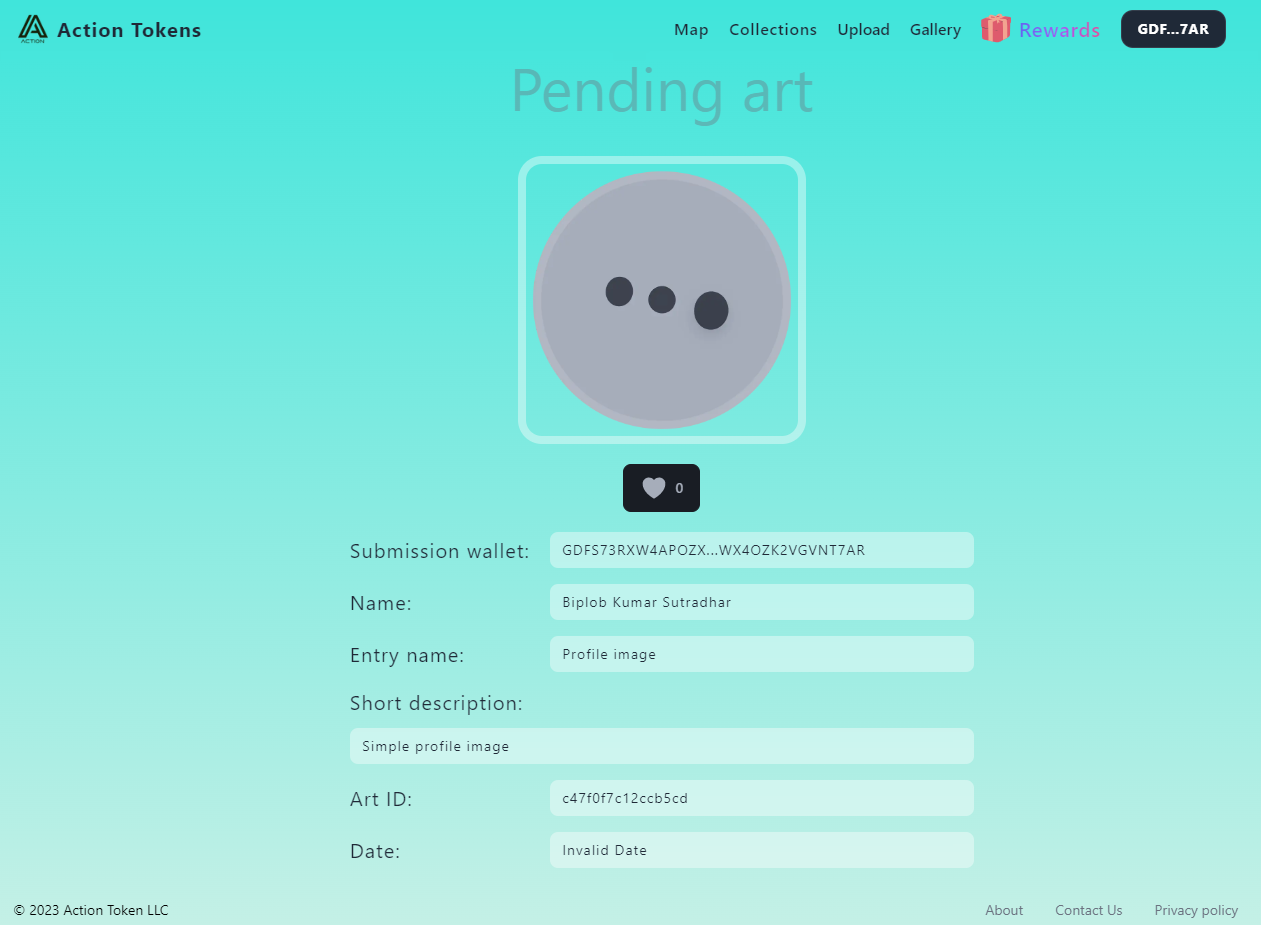 ACTION
Action Tokens
Map
Collections
Upload
Gallery
Rewards
GDF...7AR
Pending art
0
Submission wallet:
GDFS73RXW4APOZX...WX4OZK2VGVNT7AR
Name:
Biplob Kumar Sutradhar
Entry name:
Profile image
Short description:
Simple profile image
Art ID:
c47f0f7c12ccb5cd
Date:
Invalid Date
© 2023 Action Token LLC
About
Contact Us
Privacy policy